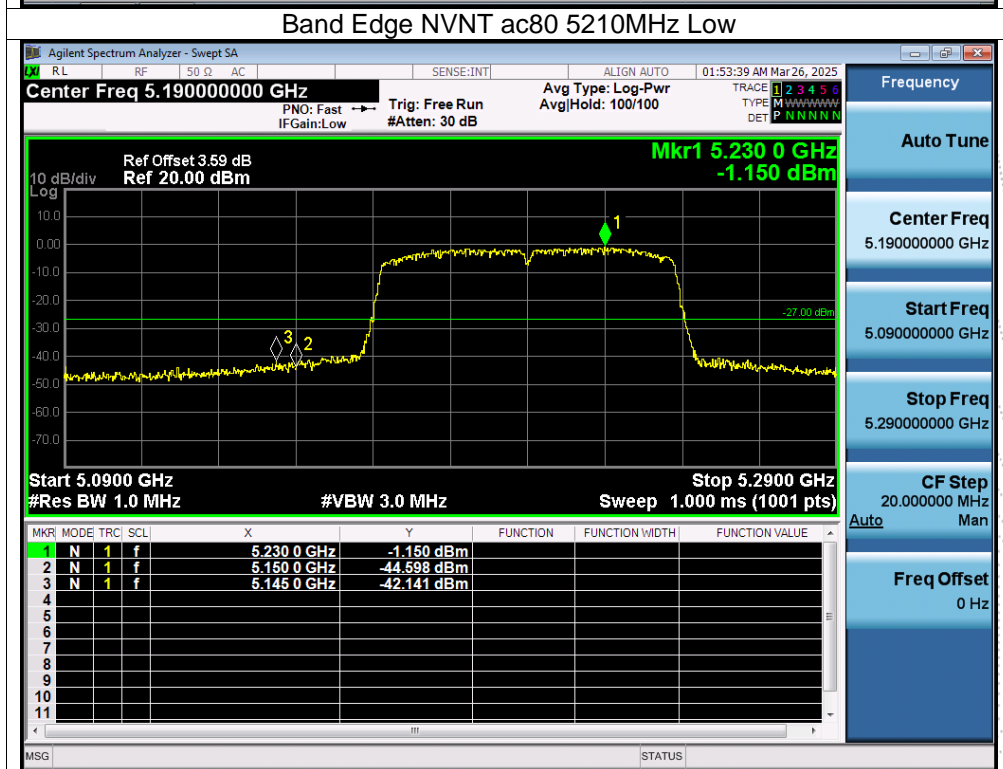 Band Edge NVNT ac80 5210MHz Low
Agilent Spectrum Analyzer - Swept SA
LXI RL RF 50 Ω AC SENSE:INT ALIGN AUTO 01:53:39 AM Mar 26, 2025
Center Freq 5.190000000 GHz
PNO: Fast
IFGain:Low
Trig: Free Run
#Atten: 30 dB
Avg Type: Log-Pwr
Avg|Hold: 100/100
TRACE 1 2 3 4 5 6
TYPE M WWWWW
DET P N N N N N
Frequency
Auto Tune
Center Freq
5.190000000 GHz
Start Freq
5.090000000 GHz
Stop Freq
5.290000000 GHz
CF Step
20.000000 MHz
Auto Man
Freq Offset
0 Hz
Mkr1 5.230 0 GHz
-1.150 dBm
Ref Offset 3.59 dB
10 dB/div Ref 20.00 dBm
Log
10.0
0.00
-10.0
-20.0
-30.0
-40.0
-50.0
-60.0
-70.0
1
-27.00 dBm
3
2
Start 5.0900 GHz Stop 5.2900 GHz
#Res BW 1.0 MHz #VBW 3.0 MHz Sweep 1.000 ms (1001 pts)
MKR MODE TRC SCL X Y FUNCTION FUNCTION WIDTH FUNCTION VALUE
1 N 1 f 5.230 0 GHz -1.150 dBm
2 N 1 f 5.150 0 GHz -44.598 dBm
3 N 1 f 5.145 0 GHz -42.141 dBm
4
5
6
7
8
9
10
11
MSG STATUS